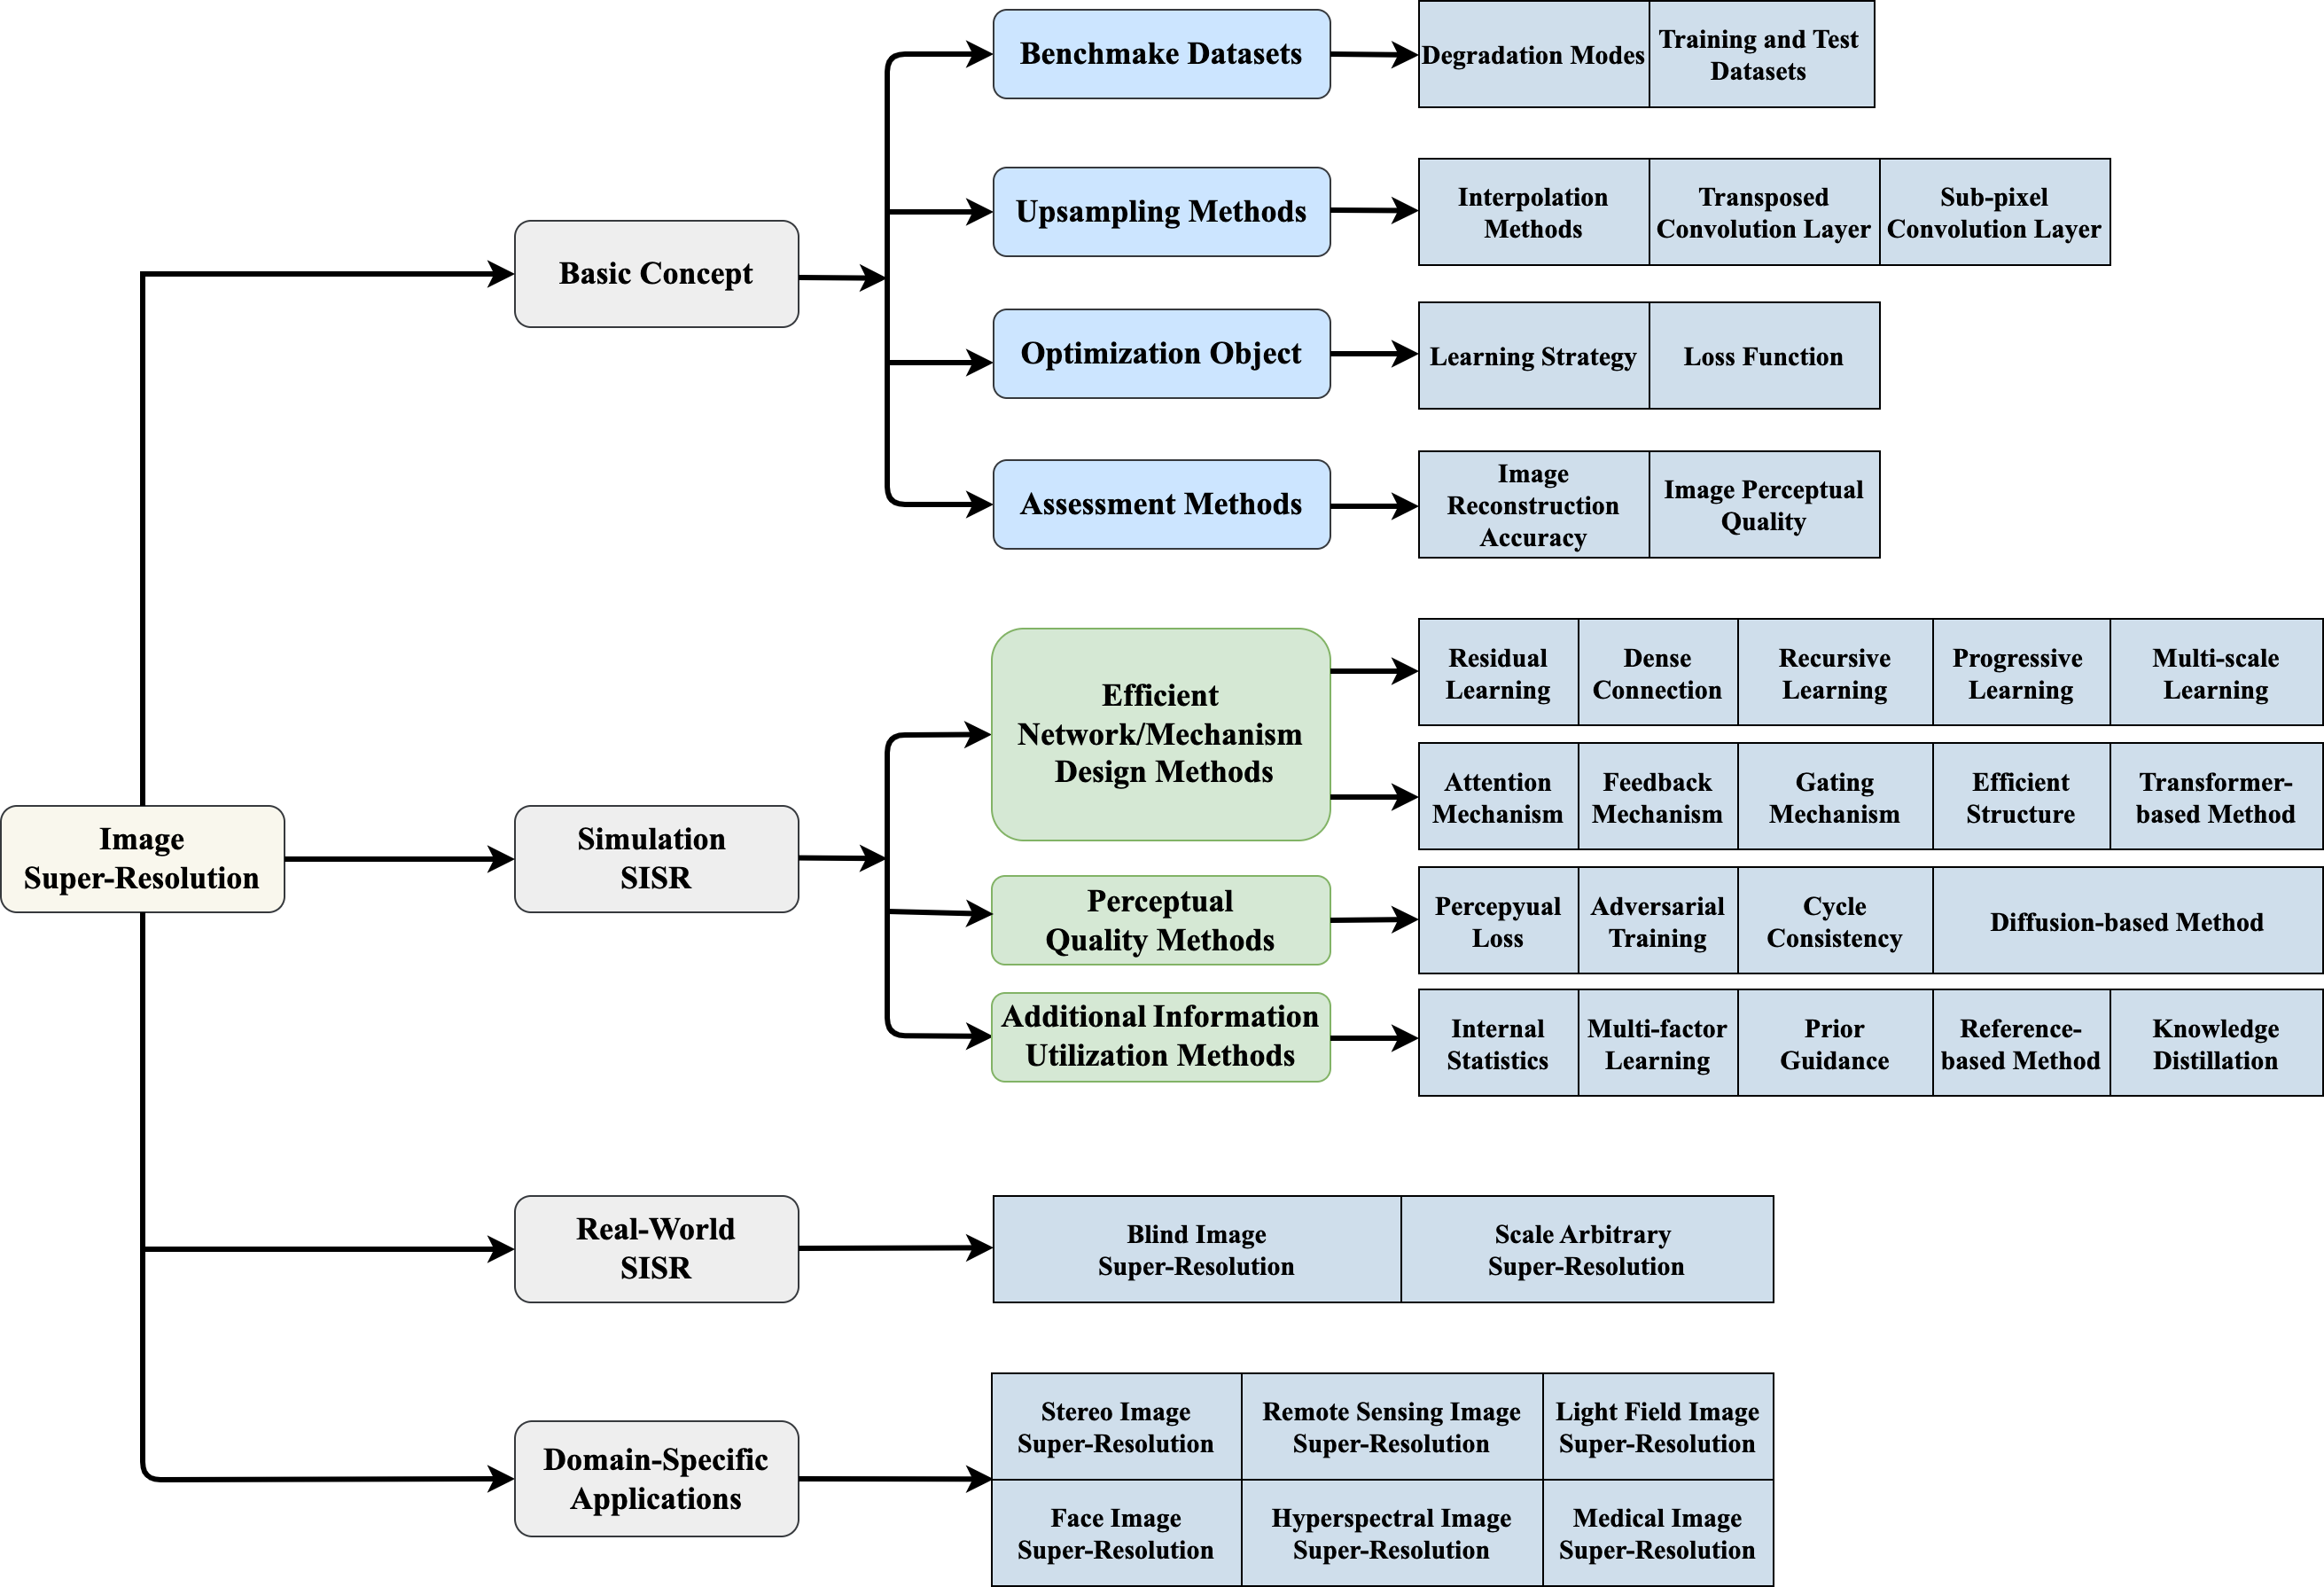 Benchmake Datasets
Degradation Modes
Training and Test
Datasets
Upsampling Methods
Interpolation
Methods
Transposed
Convolution Layer
Sub-pixel
Convolution Layer
Basic Concept
Optimization Object
Learning Strategy
Loss Function
Assessment Methods
Image
Reconstruction
Accuracy
Image Perceptual
Quality
Image
Super-Resolution
Simulation
SISR
Efficient
Network/Mechanism
Design Methods
Residual
Learning
Dense
Connection
Recursive
Learning
Progressive
Learning
Multi-scale
Learning
Attention
Mechanism
Feedback
Mechanism
Gating
Mechanism
Efficient
Structure
Transformer-
based Method
Perceptual
Quality Methods
Percepyual
Loss
Adversarial
Training
Cycle
Consistency
Diffusion-based Method
Additional Information
Utilization Methods
Internal
Statistics
Multi-factor
Learning
Prior
Guidance
Reference-
based Method
Knowledge
Distillation
Real-World
SISR
Blind Image
Super-Resolution
Scale Arbitrary
Super-Resolution
Domain-Specific
Applications
Stereo Image
Super-Resolution
Remote Sensing Image
Super-Resolution
Light Field Image
Super-Resolution
Face Image
Super-Resolution
Hyperspectral Image
Super-Resolution
Medical Image
Super-Resolution